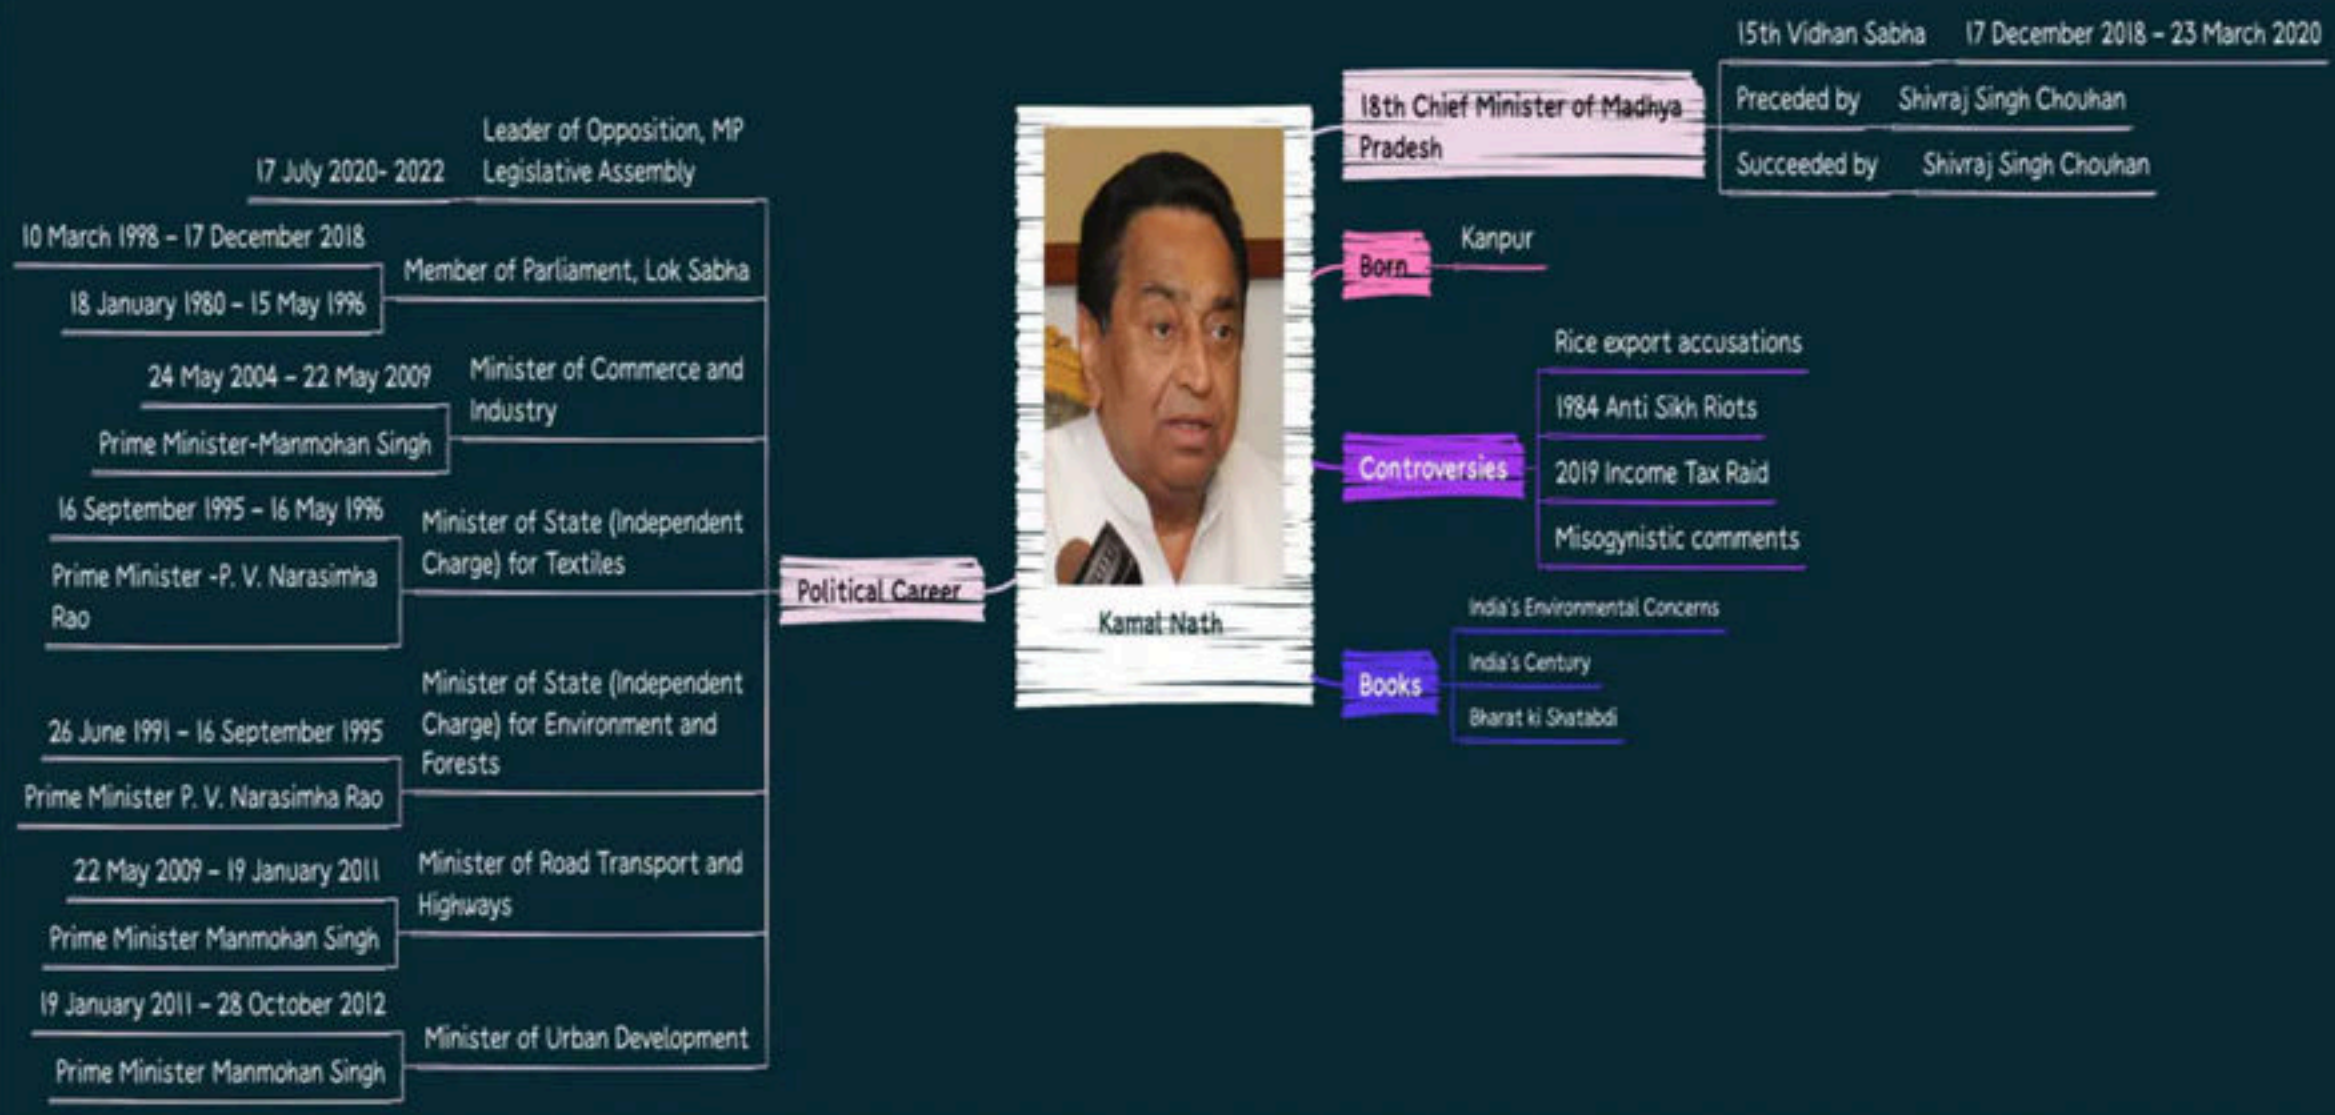 15th Vidhan Sabha 17 December 2018 – 23 March 2020
18th Chief Minister of Madhya
Pradesh
Preceded by Shivraj Singh Chouhan
Succeeded by Shivraj Singh Chouhan
Born Kanpur
Controversies
Rice export accusations
1984 Anti Sikh Riots
2019 Income Tax Raid
Misogynistic comments
Books
India's Environmental Concerns
India's Century
Bharat ki Shatabdi
Kamal Nath
Political Career
Leader of Opposition, MP
Legislative Assembly
17 July 2020- 2022
Member of Parliament, Lok Sabha
10 March 1998 – 17 December 2018
18 January 1980 – 15 May 1996
Minister of Commerce and
Industry
24 May 2004 – 22 May 2009
Prime Minister-Manmohan Singh
Minister of State (Independent
Charge) for Textiles
16 September 1995 – 16 May 1996
Prime Minister -P. V. Narasimha
Rao
Minister of State (Independent
Charge) for Environment and
Forests
26 June 1991 – 16 September 1995
Prime Minister P. V. Narasimha Rao
Minister of Road Transport and
Highways
22 May 2009 – 19 January 2011
Prime Minister Manmohan Singh
Minister of Urban Development
19 January 2011 – 28 October 2012
Prime Minister Manmohan Singh